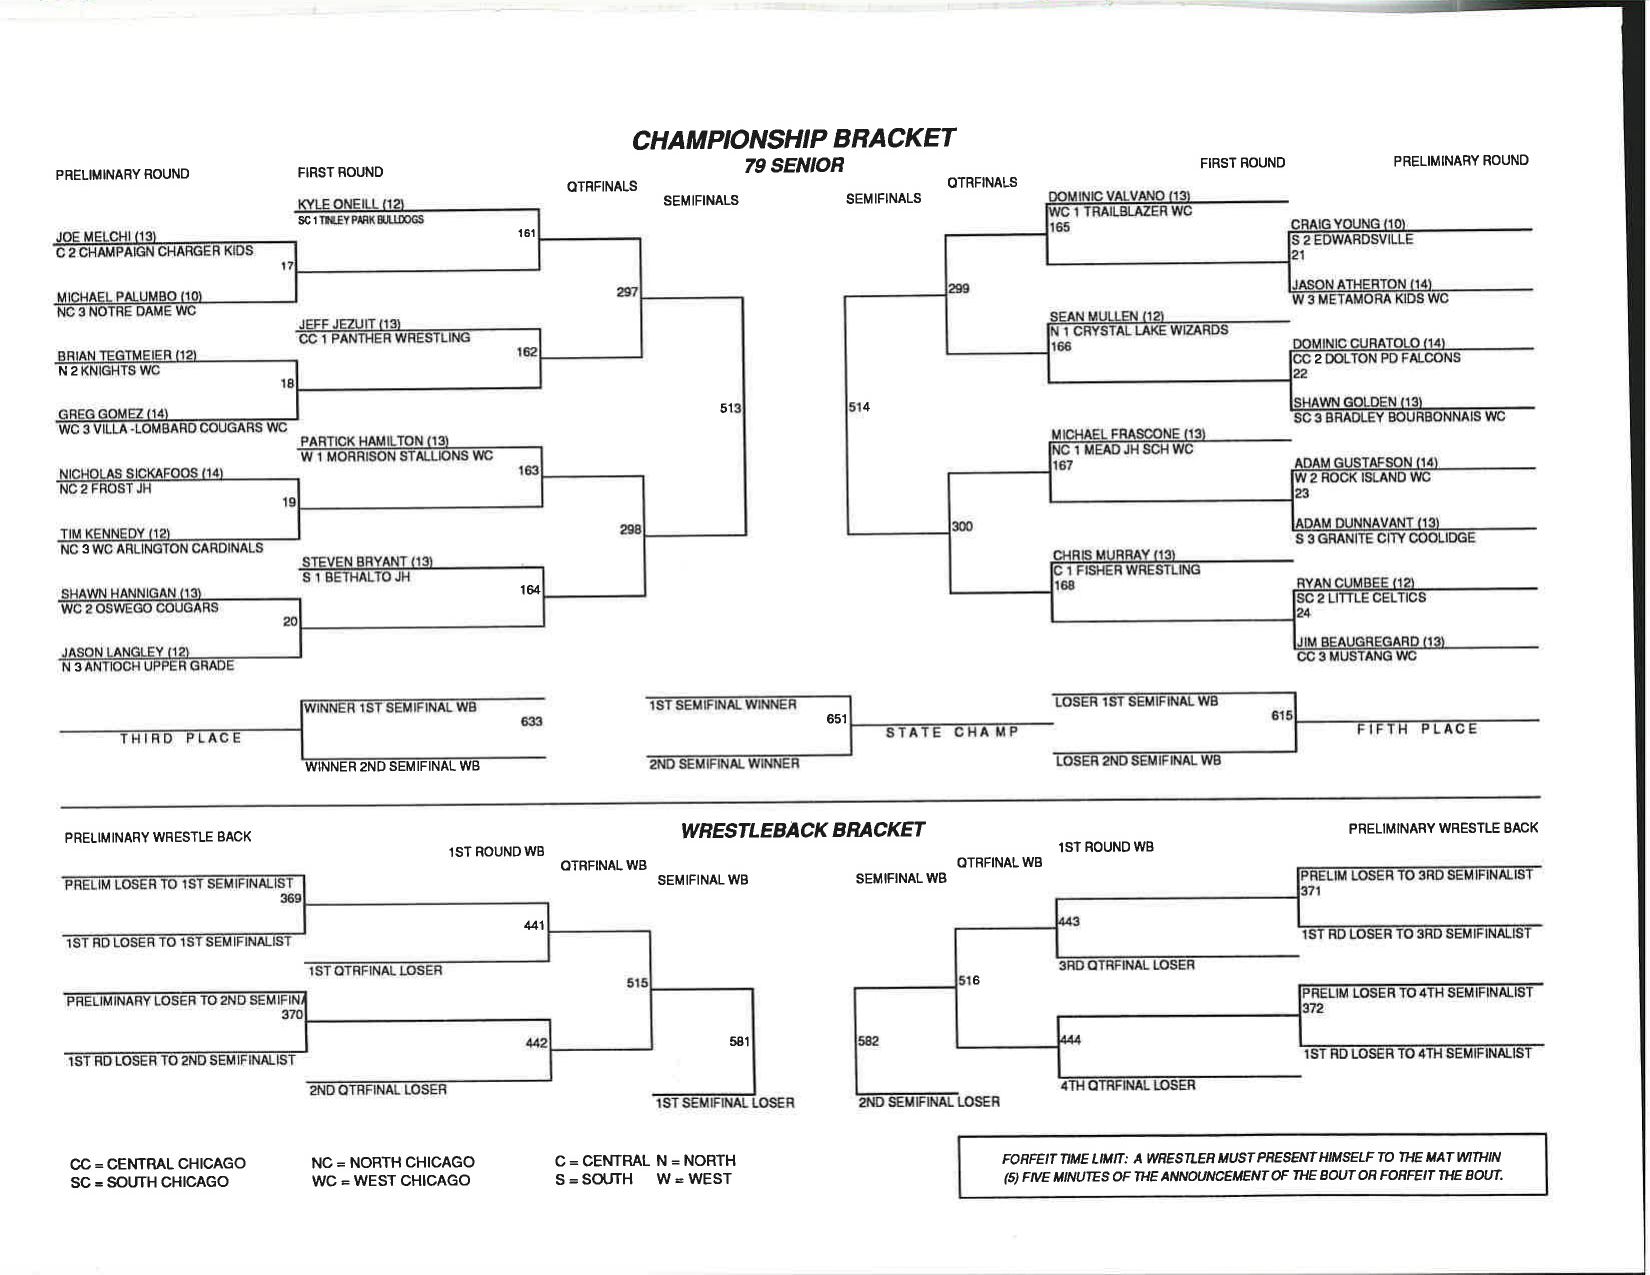 CHAMPIONSHIP BRACKET
79 SENIOR
PRELIMINARY ROUND
FIRST ROUND
QTRFINALS
SEMIFINALS
SEMIFINALS
QTRFINALS
FIRST ROUND
PRELIMINARY ROUND
KYLE ONEILL (12)
SC 1 TINLEY PARK BULLDOGS
161
JOE MELCHI (13)
C 2 CHAMPAIGN CHARGER KIDS
17
MICHAEL PALUMBO (10)
NC 3 NOTRE DAME WC
297
JEFF JEZUIT (13)
CC 1 PANTHER WRESTLING
162
BRIAN TEGTMEIER (12)
N 2 KNIGHTS WC
18
GREG GOMEZ (14)
WC 3 VILLA -LOMBARD COUGARS WC
513
PARTICK HAMILTON (13)
W 1 MORRISON STALLIONS WC
163
NICHOLAS SICKAFOOS (14)
NC 2 FROST JH
19
TIM KENNEDY (12)
NC 3 WC ARLINGTON CARDINALS
298
STEVEN BRYANT (13)
S 1 BETHALTO JH
164
SHAWN HANNIGAN (13)
WC 2 OSWEGO COUGARS
20
JASON LANGLEY (12)
N 3 ANTIOCH UPPER GRADE
DOMINIC VALVANO (13)
WC 1 TRAILBLAZER WC
165
CRAIG YOUNG (10)
S 2 EDWARDSVILLE
21
JASON ATHERTON (14)
W 3 METAMORA KIDS WC
299
SEAN MULLEN (12)
N 1 CRYSTAL LAKE WIZARDS
166
DOMINIC CURATOLO (14)
CC 2 DOLTON PD FALCONS
22
SHAWN GOLDEN (13)
SC 3 BRADLEY BOURBONNAIS WC
514
MICHAEL FRASCONE (13)
NC 1 MEAD JH SCH WC
167
ADAM GUSTAFSON (14)
W 2 ROCK ISLAND WC
23
ADAM DUNNAVANT (13)
S 3 GRANITE CITY COOLIDGE
300
CHRIS MURRAY (13)
C 1 FISHER WRESTLING
168
RYAN CUMBEE (12)
SC 2 LITTLE CELTICS
24
JIM BEAUGREGARD (13)
CC 3 MUSTANG WC
WINNER 1ST SEMIFINAL WB
633
THIRD PLACE
WINNER 2ND SEMIFINAL WB
1ST SEMIFINAL WINNER
651
STATE CHAMP
2ND SEMIFINAL WINNER
LOSER 1ST SEMIFINAL WB
615
FIFTH PLACE
LOSER 2ND SEMIFINAL WB
WRESTLEBACK BRACKET
PRELIMINARY WRESTLE BACK
1ST ROUND WB
QTRFINAL WB
SEMIFINAL WB
SEMIFINAL WB
QTRFINAL WB
1ST ROUND WB
PRELIMINARY WRESTLE BACK
PRELIM LOSER TO 1ST SEMIFINALIST
369
1ST RD LOSER TO 1ST SEMIFINALIST
441
1ST QTRFINAL LOSER
PRELIMINARY LOSER TO 2ND SEMIFINA
370
1ST RD LOSER TO 2ND SEMIFINALIST
442
2ND QTRFINAL LOSER
515
581
1ST SEMIFINAL LOSER
PRELIM LOSER TO 3RD SEMIFINALIST
371
1ST RD LOSER TO 3RD SEMIFINALIST
443
3RD QTRFINAL LOSER
PRELIM LOSER TO 4TH SEMIFINALIST
372
1ST RD LOSER TO 4TH SEMIFINALIST
444
4TH QTRFINAL LOSER
516
582
2ND SEMIFINAL LOSER
CC = CENTRAL CHICAGO
SC = SOUTH CHICAGO
NC = NORTH CHICAGO
WC = WEST CHICAGO
C = CENTRAL N = NORTH
S = SOUTH W = WEST
FORFEIT TIME LIMIT: A WRESTLER MUST PRESENT HIMSELF TO THE MAT WITHIN
(5) FIVE MINUTES OF THE ANNOUNCEMENT OF THE BOUT OR FORFEIT THE BOUT.